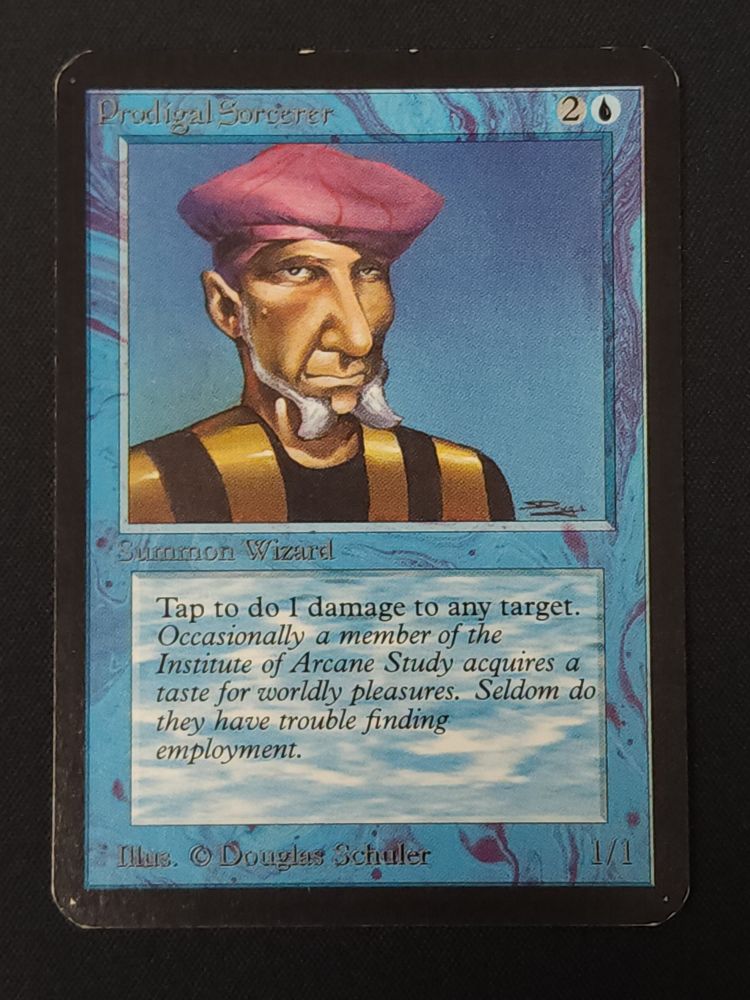 Prodigal Sorcerer 2
Summon Wizard
Tap to do 1 damage to any target.
Occasionally a member of the
Institute of Arcane Study acquires a
taste for worldly pleasures. Seldom do
they have trouble finding
employment.
Illus. © Douglas Schuler 1/1